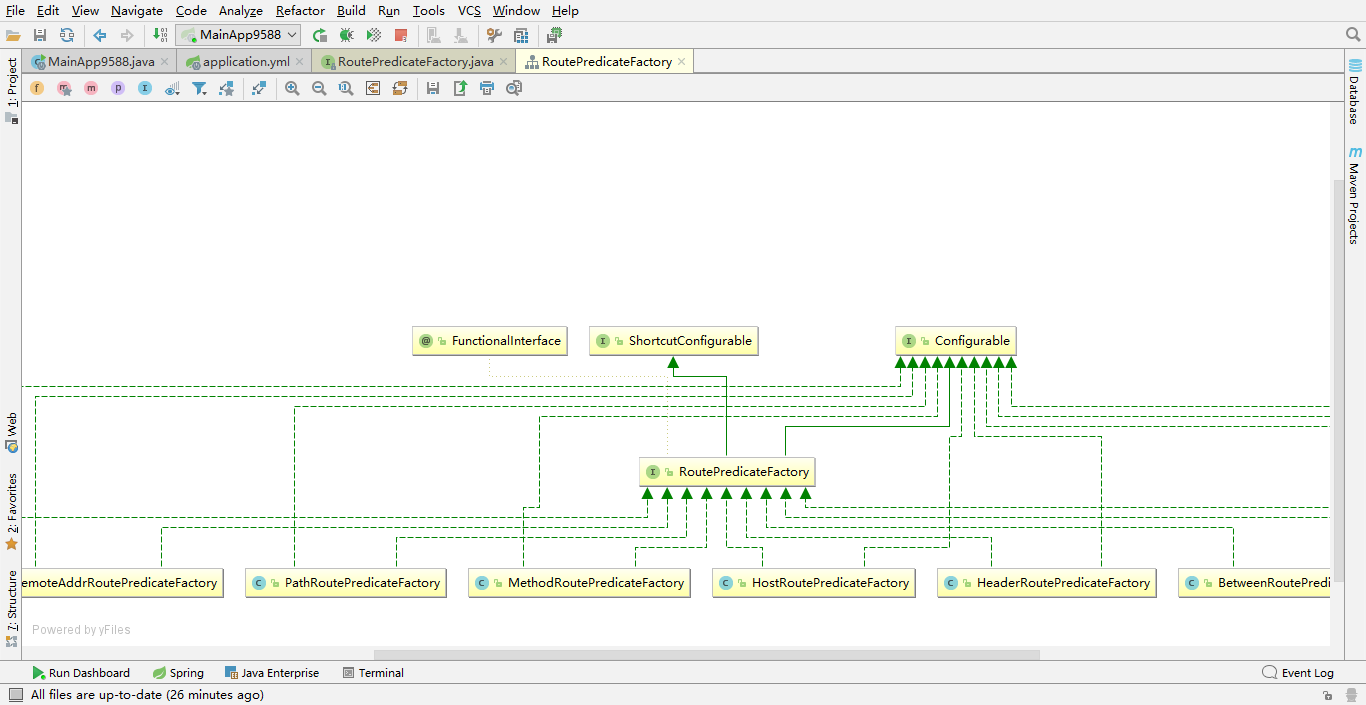 File Edit View Navigate Code Analyze Refactor Build Run Tools VCS Window Help
MainApp9588
MainApp9588.java application.yml RoutePredicateFactory.java RoutePredicateFactory
1: Project
Web
2: Favorites
7: Structure
Database
Maven Projects
FunctionalInterface ShortcutConfigurable Configurable
RoutePredicateFactory
emoteAddrRoutePredicateFactory PathRoutePredicateFactory MethodRoutePredicateFactory HostRoutePredicateFactory HeaderRoutePredicateFactory BetweenRoutePredi
Powered by yFiles
Run Dashboard Spring Java Enterprise Terminal Event Log
All files are up-to-date (26 minutes ago)